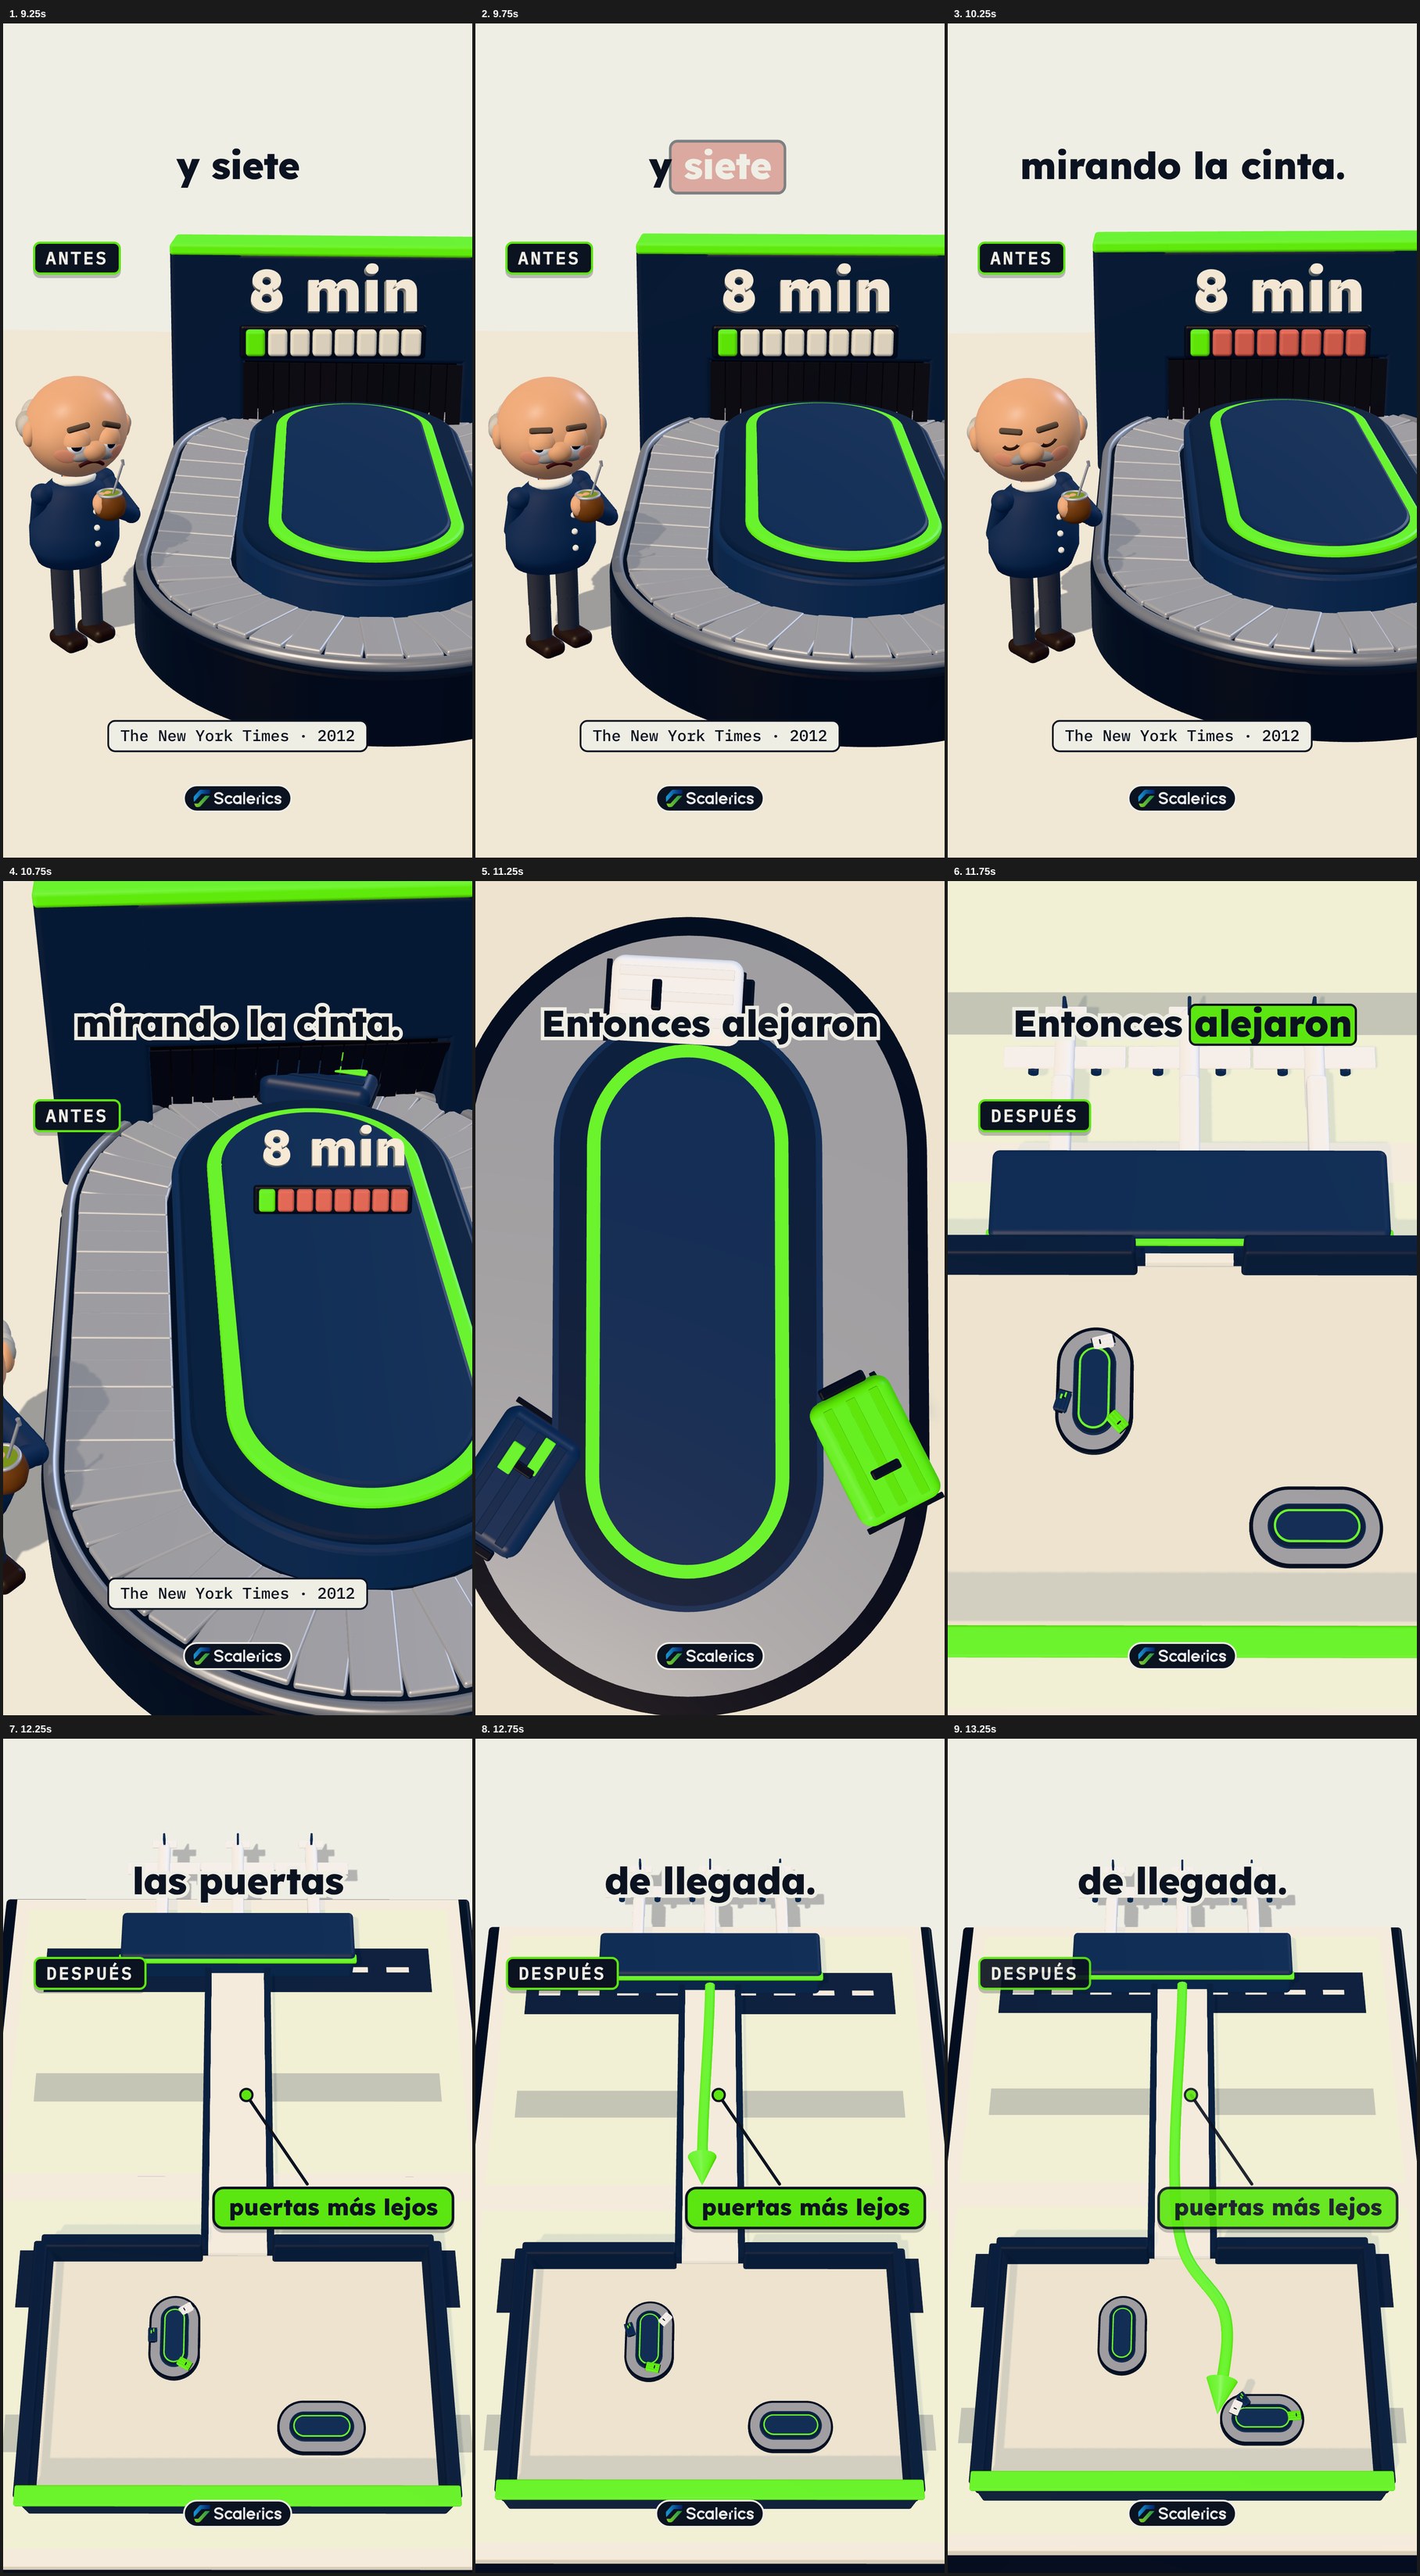 1. 9.25s
y siete
ANTES
8 min
The New York Times · 2012
Scalerics
2. 9.75s
y siete
ANTES
8 min
The New York Times · 2012
Scalerics
3. 10.25s
mirando la cinta.
ANTES
8 min
The New York Times · 2012
Scalerics
4. 10.75s
mirando la cinta.
ANTES
8 min
The New York Times · 2012
Scalerics
5. 11.25s
Entonces alejaron
Scalerics
6. 11.75s
Entonces alejaron
DESPUÉS
Scalerics
7. 12.25s
las puertas
DESPUÉS
puertas más lejos
Scalerics
8. 12.75s
de llegada.
DESPUÉS
puertas más lejos
Scalerics
9. 13.25s
de llegada.
DESPUÉS
puertas más lejos
Scalerics